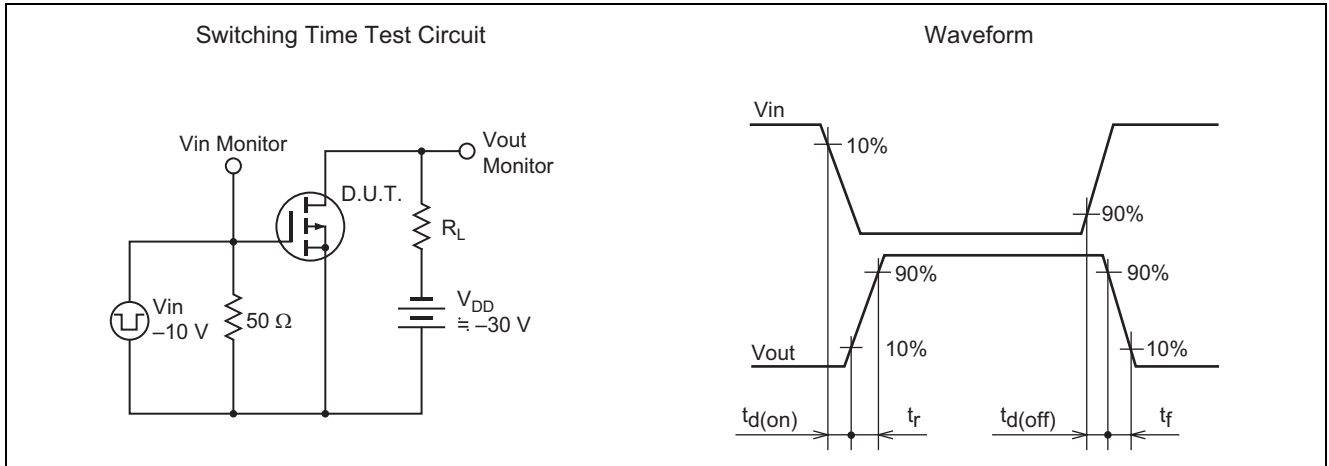 Switching Time Test Circuit
Vin Monitor
Vout
Monitor
D.U.T.
RL
Vin
–10 V
50 Ω
VDD
≒ –30 V
Waveform
Vin
10%
90%
90%
90%
Vout
10%
10%
td(on)
tr
td(off)
tf